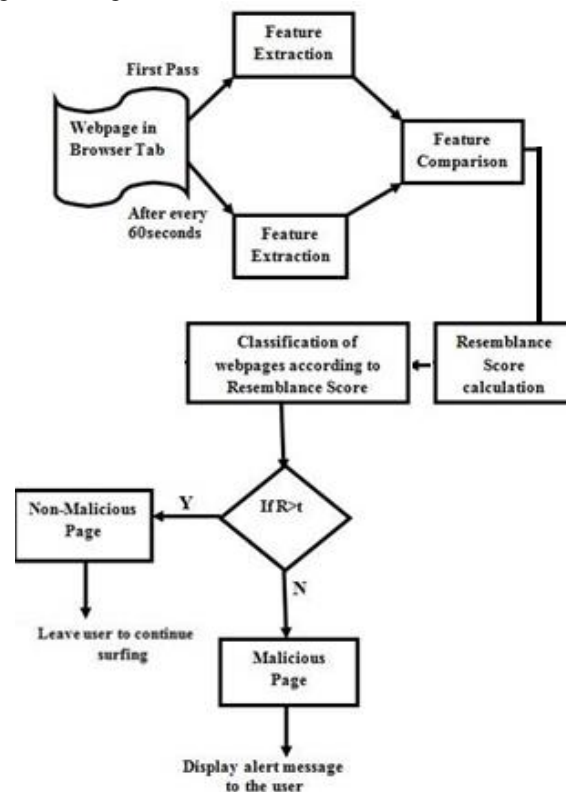 Feature
Extraction
First Pass
Webpage in
Browser Tab
Feature
Comparison
After every
60seconds
Feature
Extraction
Classification of
webpages according to
Resemblance Score
Resemblance
Score
calculation
If R>t
Y
Non-Malicious
Page
N
Leave user to continue
surfing
Malicious
Page
Display alert message
to the user